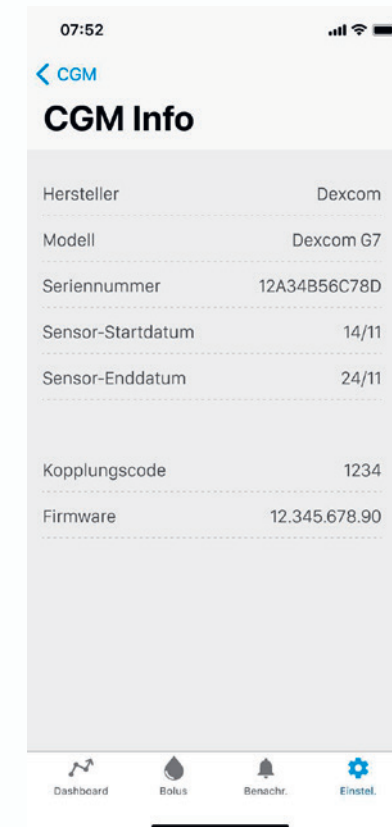 07:52
CGM
CGM Info
Hersteller Dexcom
Modell Dexcom G7
Seriennummer 12A34B56C78D
Sensor-Startdatum 14/11
Sensor-Enddatum 24/11
Kopplungscode 1234
Firmware 12.345.678.90
Dashboard Bolus Benachr. Einstel.